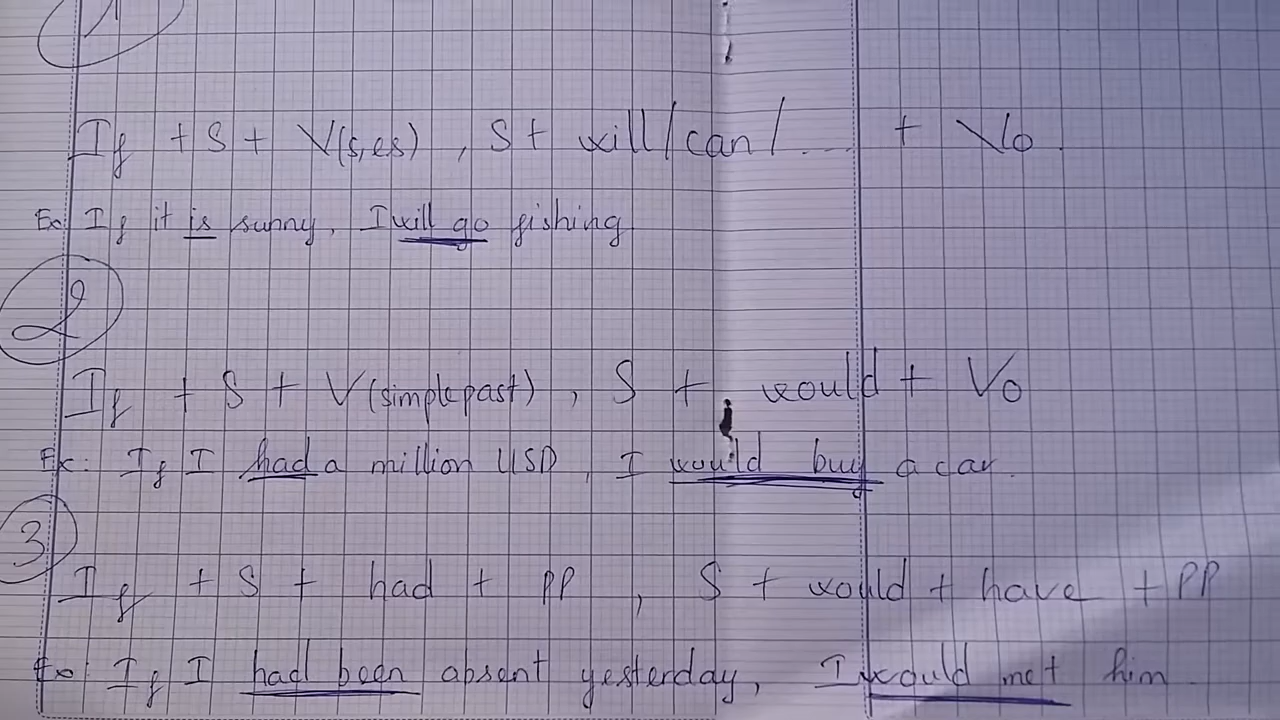 1
If + S + V(s,es) , S + will/can/.... + Vo.
Ex: If it is sunny, I will go fishing
2
If + S + V(simple past) , S + would + Vo
Ex: If I had a million USD, I would buy a car.
3
If + S + had + PP , S + would + have + PP
Ex: If I had been absent yesterday, I would met him.